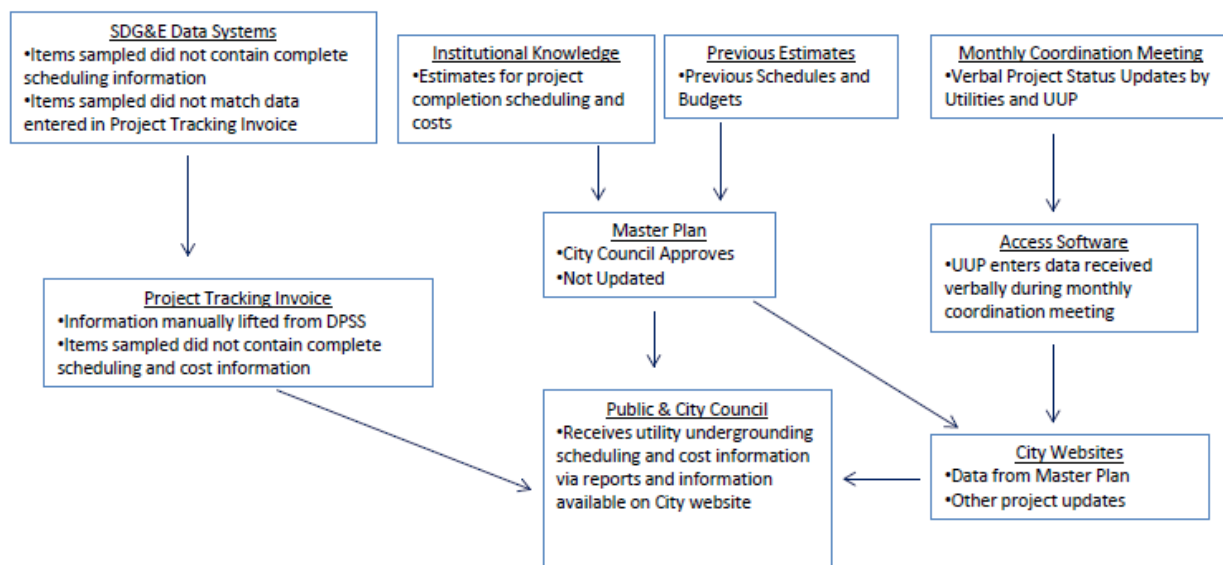 SDG&E Data Systems
•Items sampled did not contain complete
scheduling information
•Items sampled did not match data
entered in Project Tracking Invoice
Institutional Knowledge
•Estimates for project
completion scheduling and
costs
Previous Estimates
•Previous Schedules and
Budgets
Monthly Coordination Meeting
•Verbal Project Status Updates by
Utilities and UUP
Master Plan
•City Council Approves
•Not Updated
Access Software
•UUP enters data received
verbally during monthly
coordination meeting
Project Tracking Invoice
•Information manually lifted from DPSS
•Items sampled did not contain complete
scheduling and cost information
Public & City Council
•Receives utility undergrounding
scheduling and cost information
via reports and information
available on City website
City Websites
•Data from Master Plan
•Other project updates